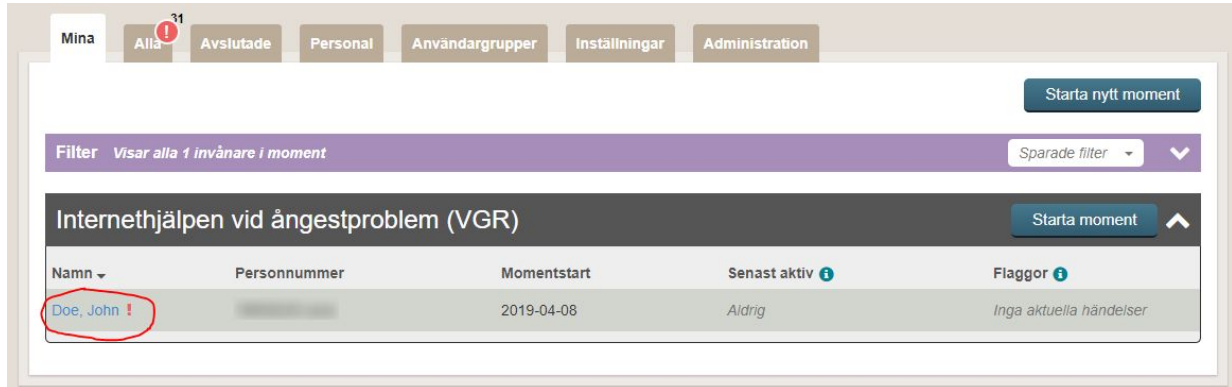 31
Mina Alla ! Avslutade Personal Användargrupper Inställningar Administration
Starta nytt moment
Filter Visar alla 1 invånare i moment Sparade filter
Internethjälpen vid ångestproblem (VGR) Starta moment
Namn Personnummer Momentstart Senast aktiv i Flaggor i
Doe, John ! 2019-04-08 Aldrig Inga aktuella händelser